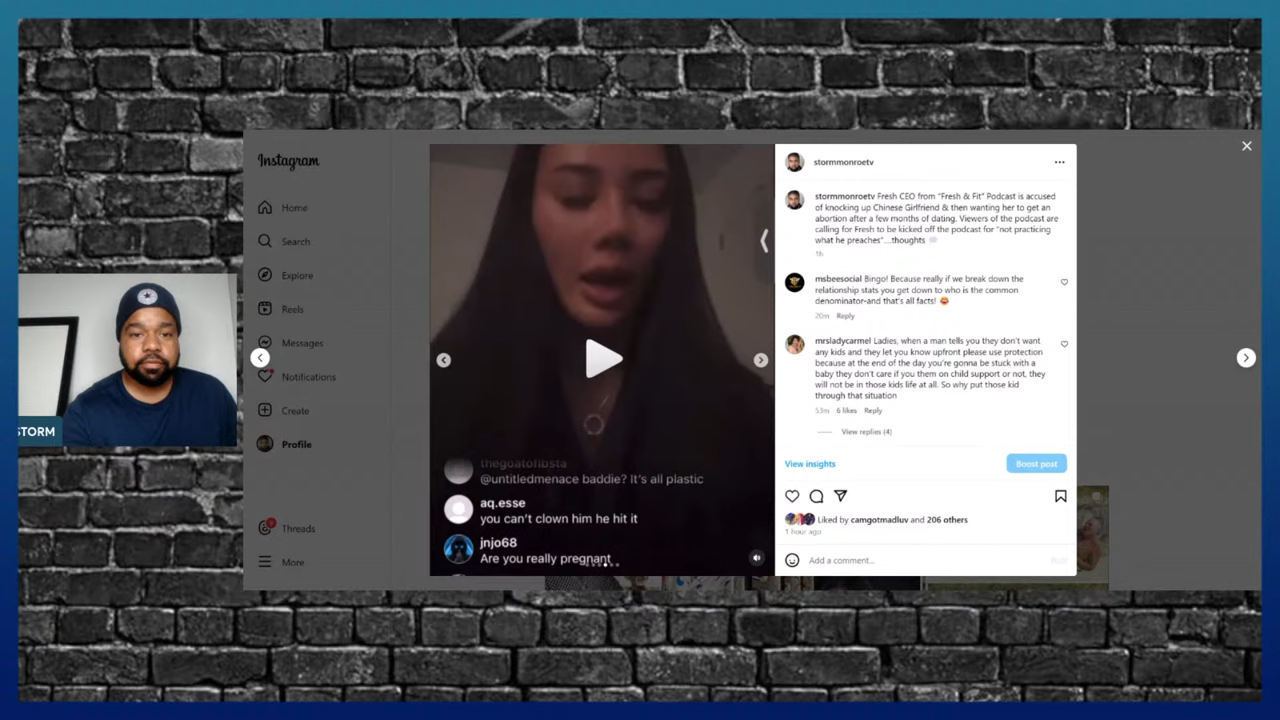 Instagram
Home
Search
Explore
Reels
Messages
Notifications
Create
Profile
Threads
More
STORM
thegoatofibsta
@untitledmenace baddie? It's all plastic
aq.esse
you can't clown him he hit it
jnjo68
Are you really pregnant
stormmonroetv
stormmonroetv Fresh CEO from "Fresh & Fit" Podcast is accused
of knocking up Chinese Girlfriend & then wanting her to get an
abortion after a few months of dating. Viewers of the podcast are
calling for Fresh to be kicked off the podcast for "not practicing
what he preaches"...thoughts
1h
msbeesocial Bingo! Because really if we break down the
relationship stats you get down to who is the common
denominator-and that's all facts!
20m Reply
mrsladycarmel Ladies, when a man tells you they don't want
any kids and they let you know upfront please use protection
because at the end of the day you're gonna be stuck with a
baby they don't care if you them on child support or not, they
will not be in those kids life at all. So why put those kid
through that situation
53m 6 likes Reply
View replies (4)
View insights
Boost post
Liked by camgotmadluv and 206 others
1 hour ago
Add a comment...
Post